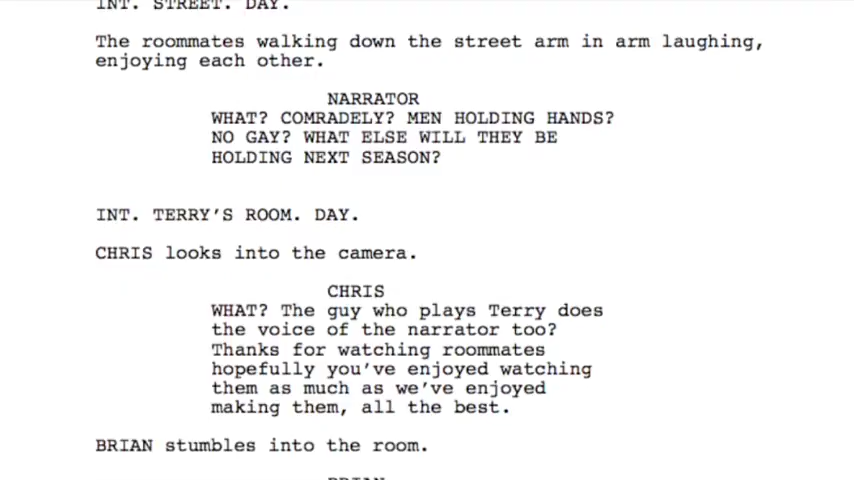 INT. STREET. DAY.
The roommates walking down the street arm in arm laughing,
enjoying each other.
NARRATOR
WHAT? COMRADELY? MEN HOLDING HANDS?
NO GAY? WHAT ELSE WILL THEY BE
HOLDING NEXT SEASON?
INT. TERRY'S ROOM. DAY.
CHRIS looks into the camera.
CHRIS
WHAT? The guy who plays Terry does
the voice of the narrator too?
Thanks for watching roommates
hopefully you've enjoyed watching
them as much as we've enjoyed
making them, all the best.
BRIAN stumbles into the room.
BRIAN